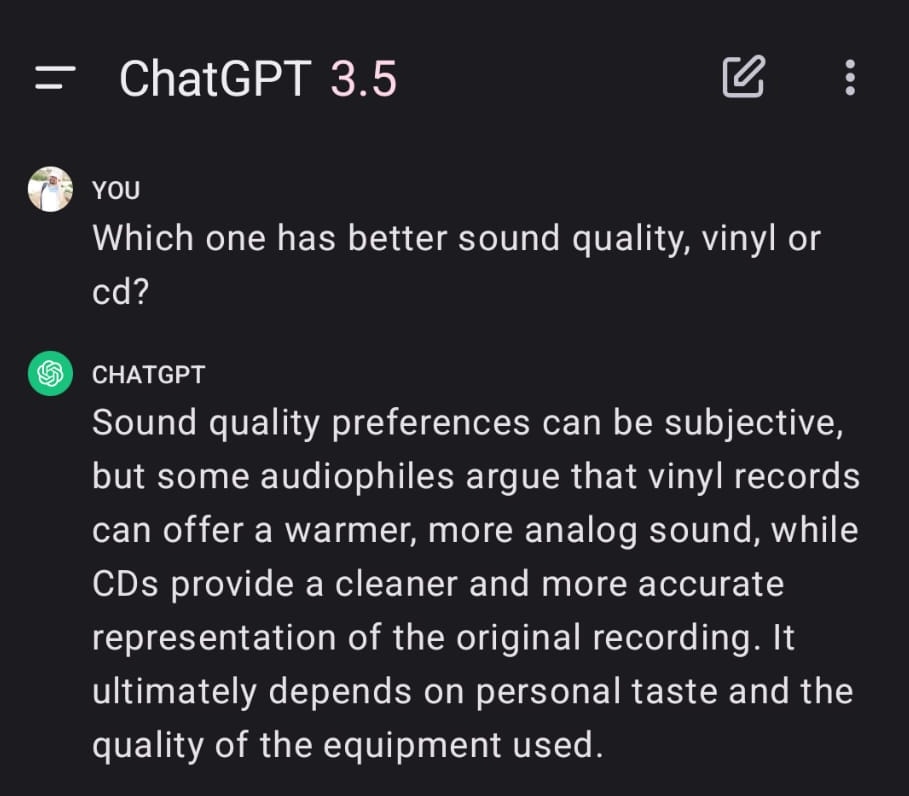 ChatGPT 3.5
YOU
Which one has better sound quality, vinyl or
cd?
CHATGPT
Sound quality preferences can be subjective,
but some audiophiles argue that vinyl records
can offer a warmer, more analog sound, while
CDs provide a cleaner and more accurate
representation of the original recording. It
ultimately depends on personal taste and the
quality of the equipment used.